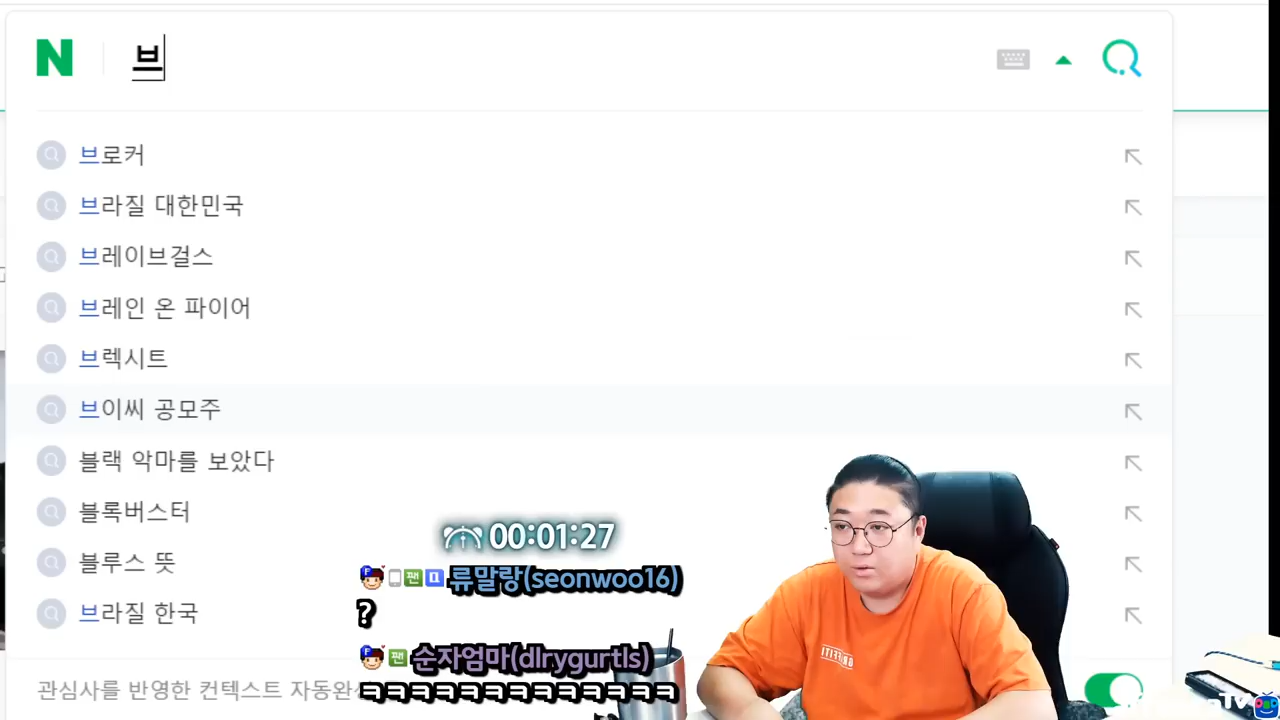 N 브
브로커
브라질 대한민국
브레이브걸스
브레인 온 파이어
브렉시트
브이씨 공모주
블랙 악마를 보았다
블록버스터
블루스 뜻
브라질 한국
00:01:27
F 팬 류말랑(seonwoo16)
?
F 팬 순자엄마(dlrygurtls)
ㅋㅋㅋㅋㅋㅋㅋㅋㅋㅋㅋㅋㅋ
관심사를 반영한 컨텍스트 자동완